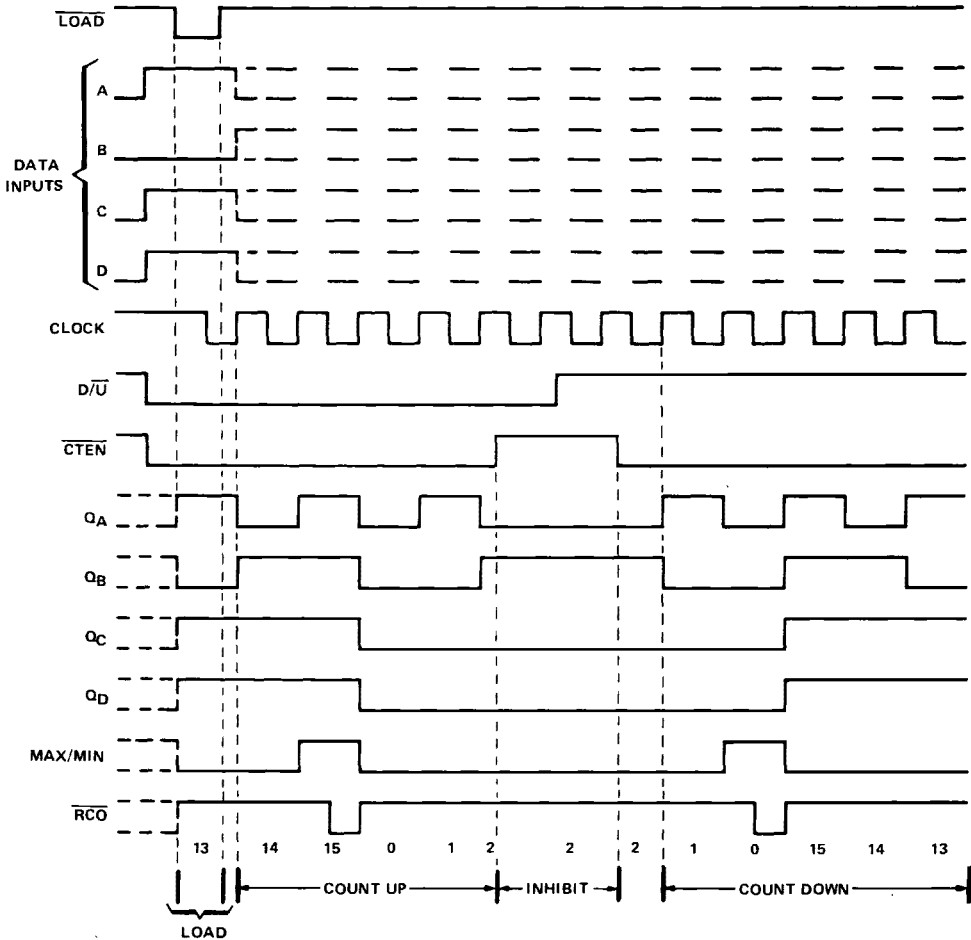 LOAD
A
B
DATA
INPUTS
C
D
CLOCK
D/U
CTEN
QA
QB
QC
QD
MAX/MIN
RCO
13 14 15 0 1 2 2 2 1 0 15 14 13
COUNT UP INHIBIT COUNT DOWN
LOAD